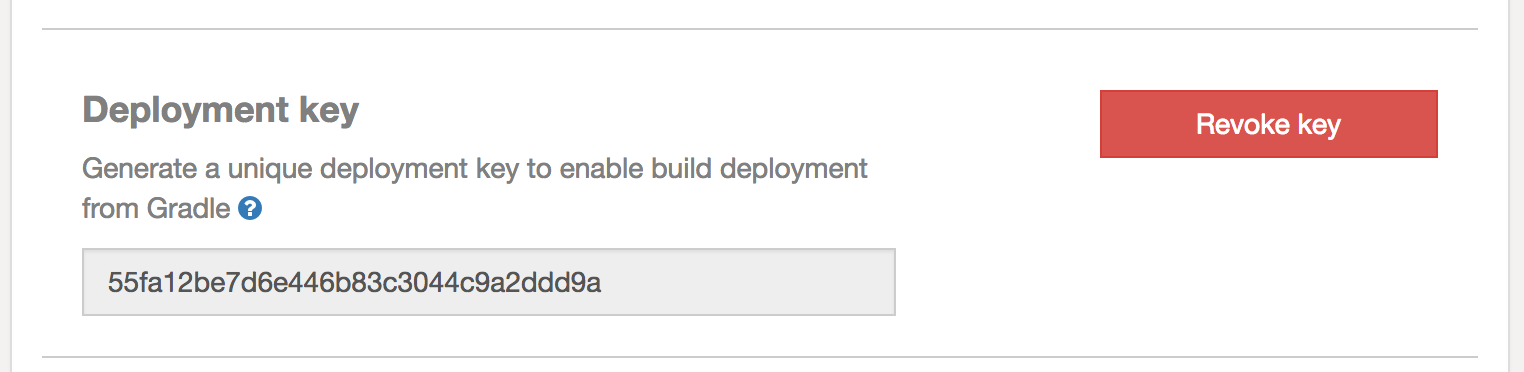 Deployment key
Revoke key
Generate a unique deployment key to enable build deployment
from Gradle ?
55fa12be7d6e446b83c3044c9a2ddd9a